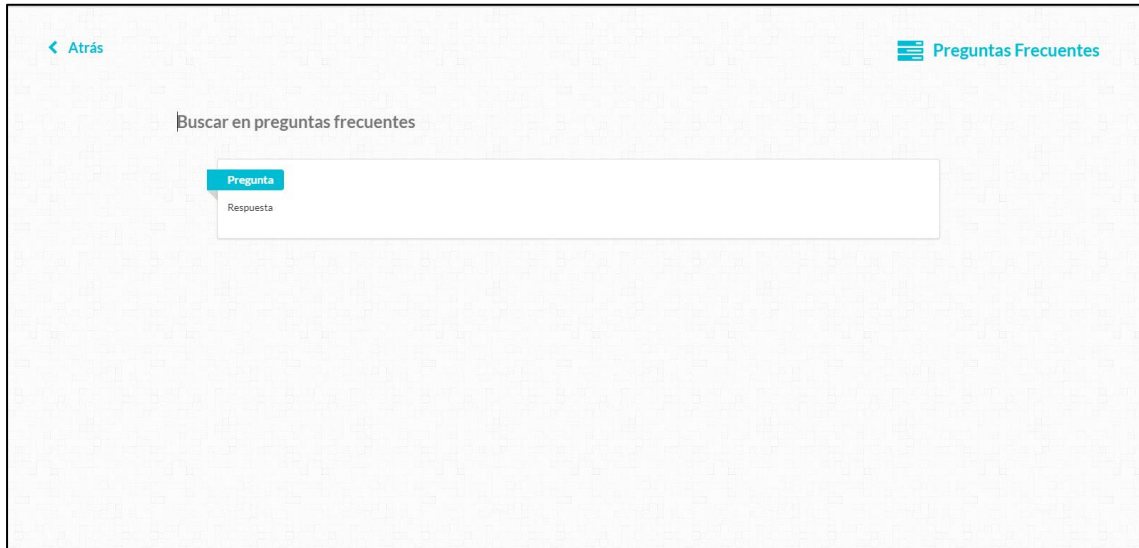 Atrás
Preguntas Frecuentes
Buscar en preguntas frecuentes
Pregunta
Respuesta